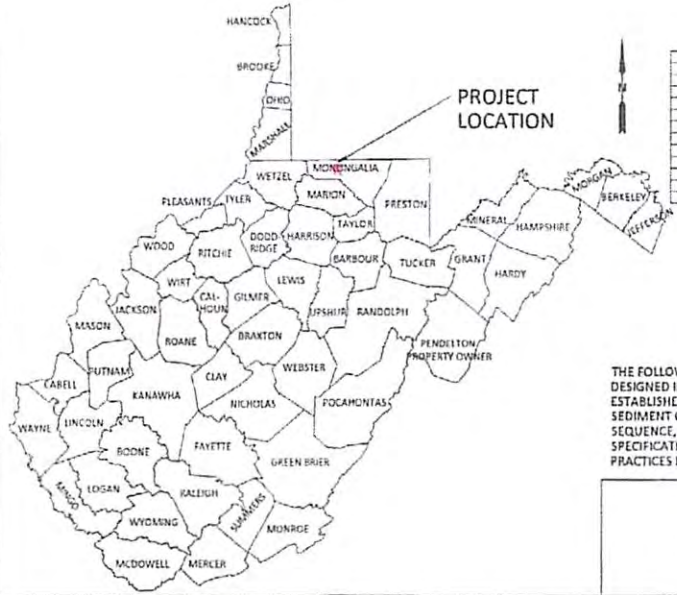 HANCOCK
BROOKE
OHIO
MARSHALL
PROJECT
LOCATION
N
WETZEL
MONONGALIA
MARION
PRESTON
MORGAN
BERKELEY
JEFFERSON
PLEASANTS
TYLER
TAYLOR
MINERAL
HAMPSHIRE
WOOD
RITCHIE
DODD
RIDGE
HARRISON
BARBOUR
TUCKER
GRANT
HARDY
WIRT
CAL-
HOUN
GILMER
LEWIS
UPSHUR
RANDOLPH
JACKSON
MASON
ROANE
BRAXTON
PENDELTON
PROPERTY OWNER
CABELL
PUTNAM
KANAWHA
CLAY
WEBSTER
WAYNE
LINCOLN
NICHOLAS
POCAHONTAS
BOONE
FAYETTE
GREEN BRIER
MINGO
LOGAN
RALEIGH
WYOMING
SUMMERS
MONROE
MCDOWELL
MERCER
THE FOLLOW
DESIGNED I
ESTABLISHE
SEDIMENT
SEQUENCE,
SPECIFICAT
PRACTICES